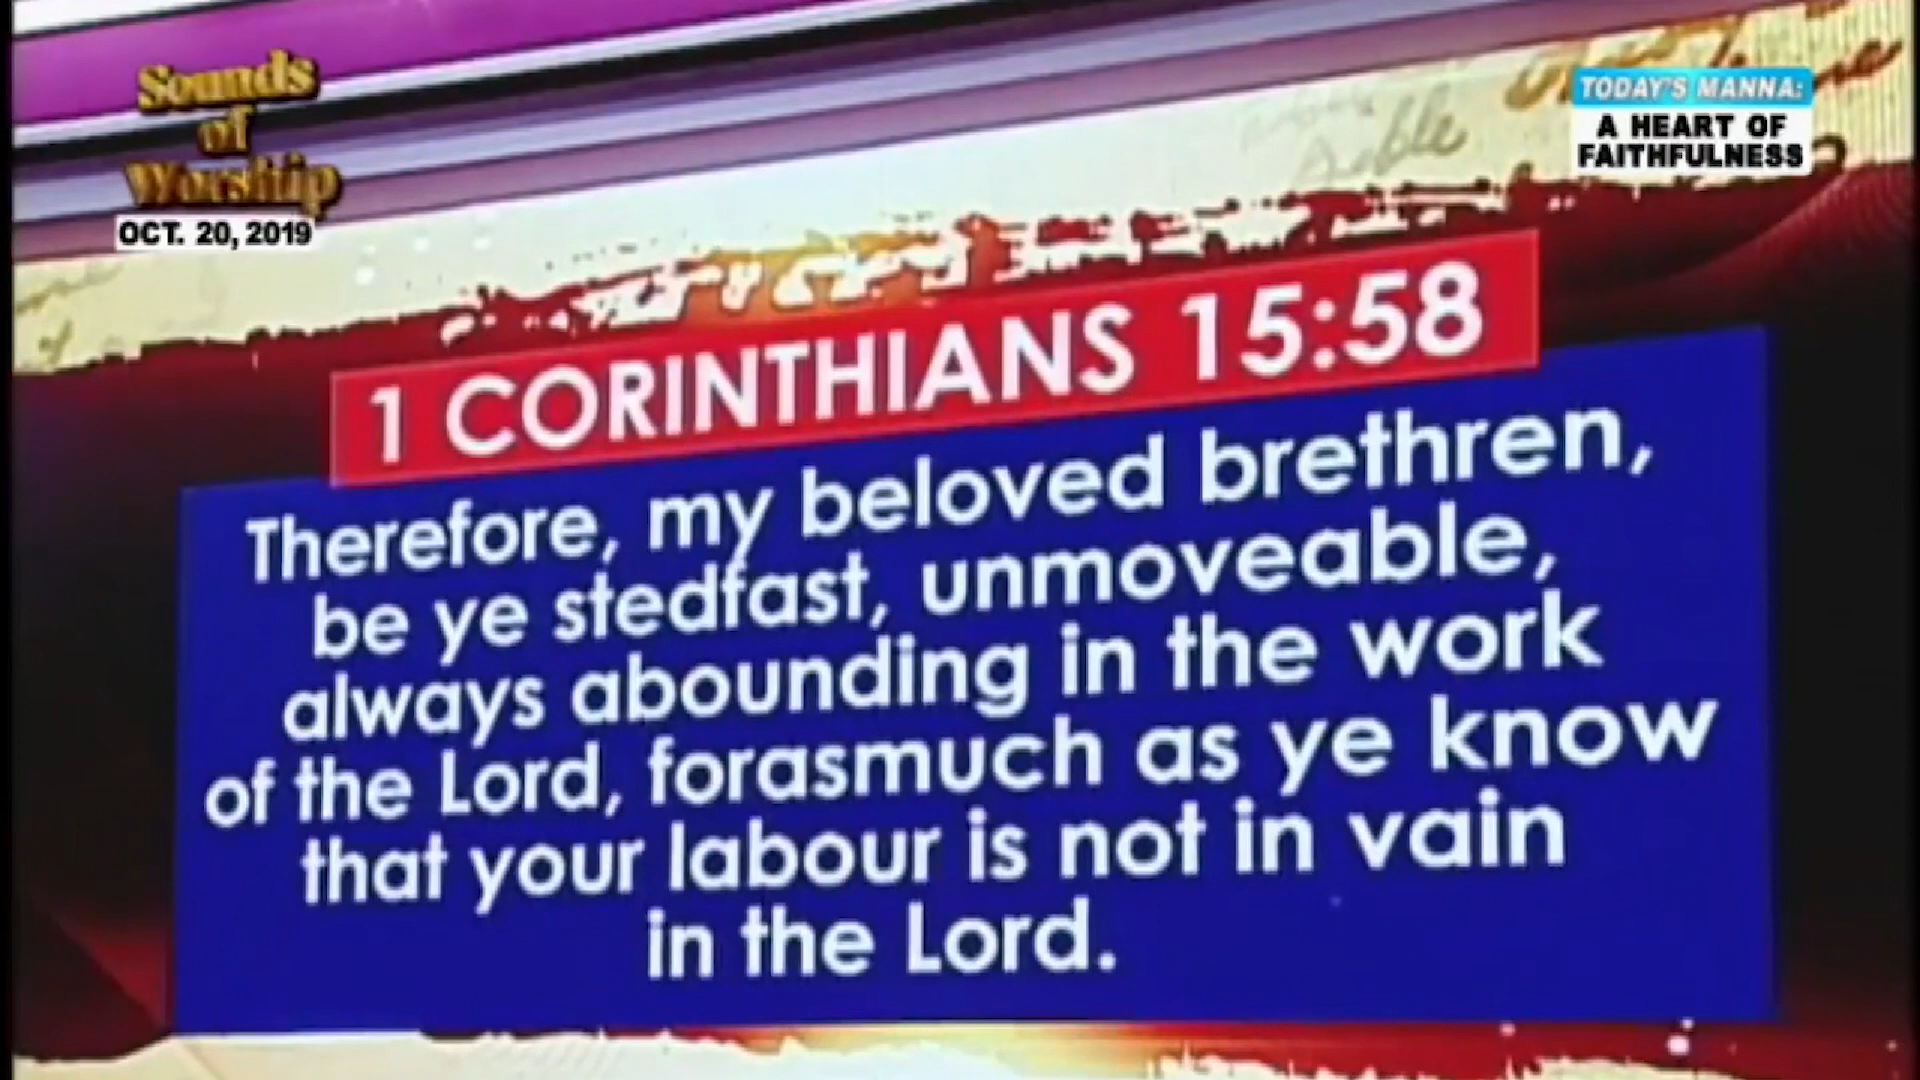 Sounds
of
Worship
OCT. 20, 2019
TODAY'S MANNA:
A HEART OF
FAITHFULNESS
1 CORINTHIANS 15:58
Therefore, my beloved brethren,
be ye stedfast, unmoveable,
always abounding in the work
of the Lord, forasmuch as ye know
that your labour is not in vain
in the Lord.